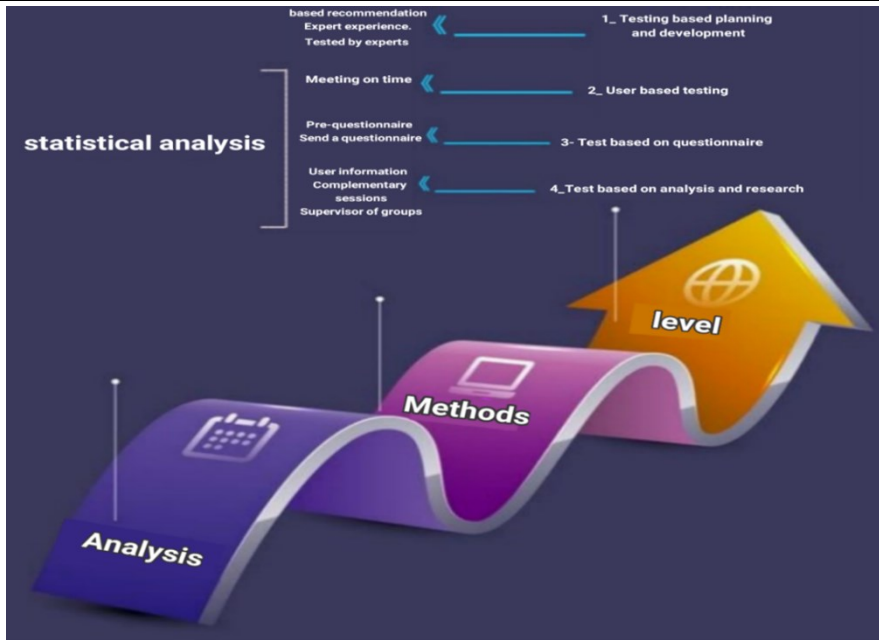 based recommendation
Expert experience.
Tested by experts
1_ Testing based planning
and development
Meeting on time
2_ User based testing
statistical analysis
Pre-questionnaire
Send a questionnaire
3- Test based on questionnaire
User information
Complementary
sessions
Supervisor of groups
4_Test based on analysis and research
level
Methods
Analysis